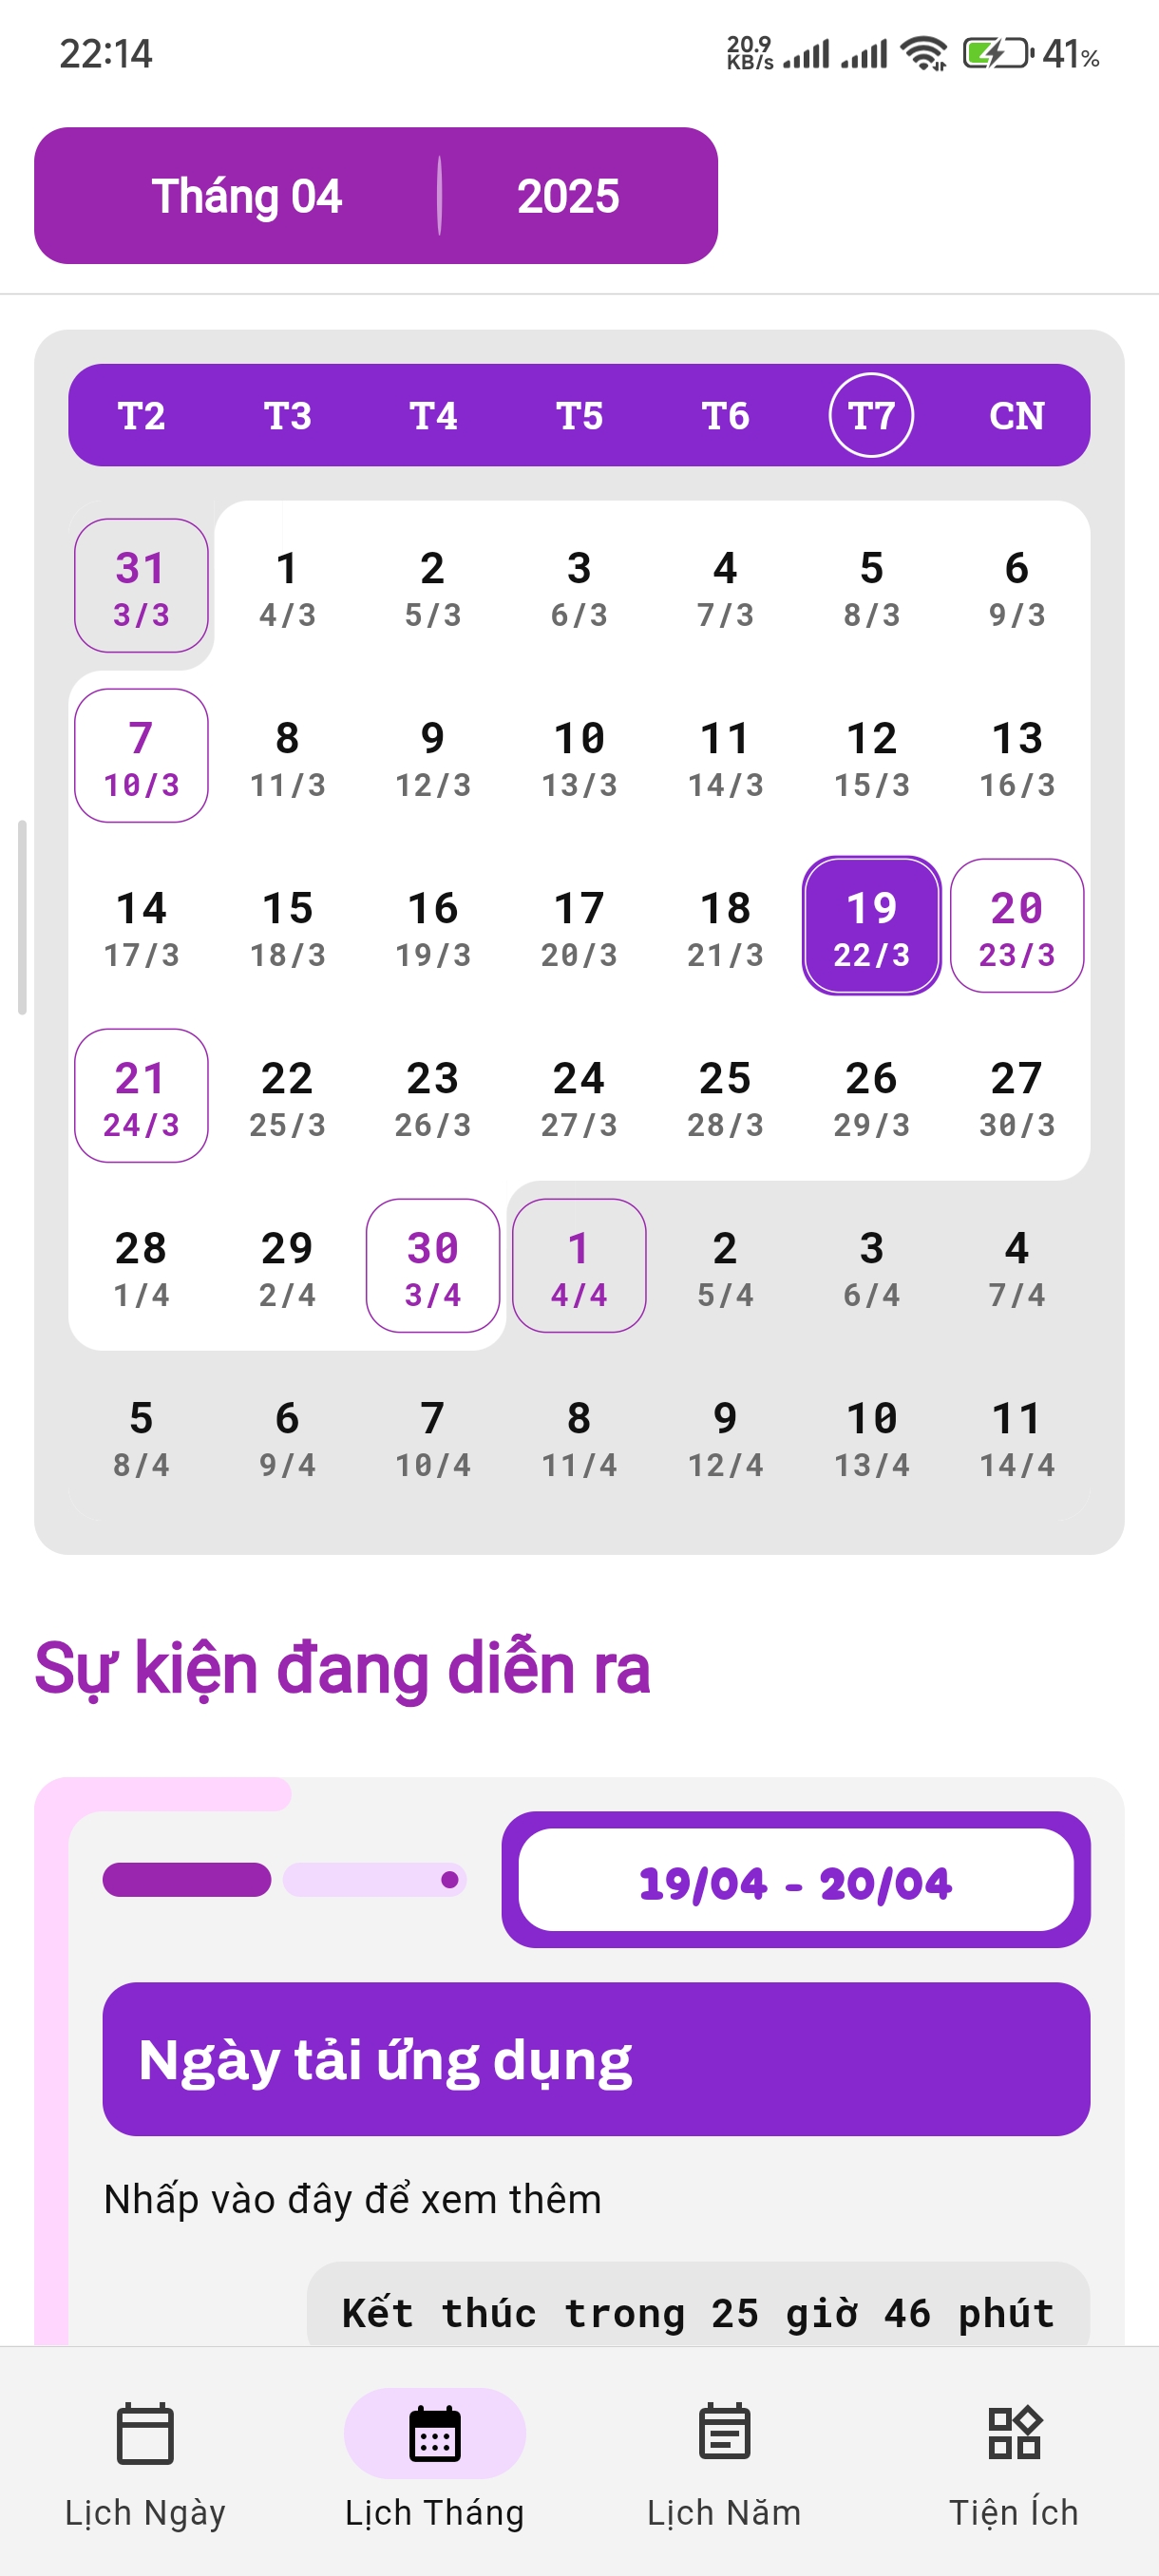 22:14 20.9 KB/s 41%
Tháng 04 2025
T2 T3 T4 T5 T6 T7 CN
31 1 2 3 4 5 6
3/3 4/3 5/3 6/3 7/3 8/3 9/3
7 8 9 10 11 12 13
10/3 11/3 12/3 13/3 14/3 15/3 16/3
14 15 16 17 18 19 20
17/3 18/3 19/3 20/3 21/3 22/3 23/3
21 22 23 24 25 26 27
24/3 25/3 26/3 27/3 28/3 29/3 30/3
28 29 30 1 2 3 4
1/4 2/4 3/4 4/4 5/4 6/4 7/4
5 6 7 8 9 10 11
8/4 9/4 10/4 11/4 12/4 13/4 14/4
Sự kiện đang diễn ra
19/04 - 20/04
Ngày tải ứng dụng
Nhấp vào đây để xem thêm
Kết thúc trong 25 giờ 46 phút
Lịch Ngày Lịch Tháng Lịch Năm Tiện Ích